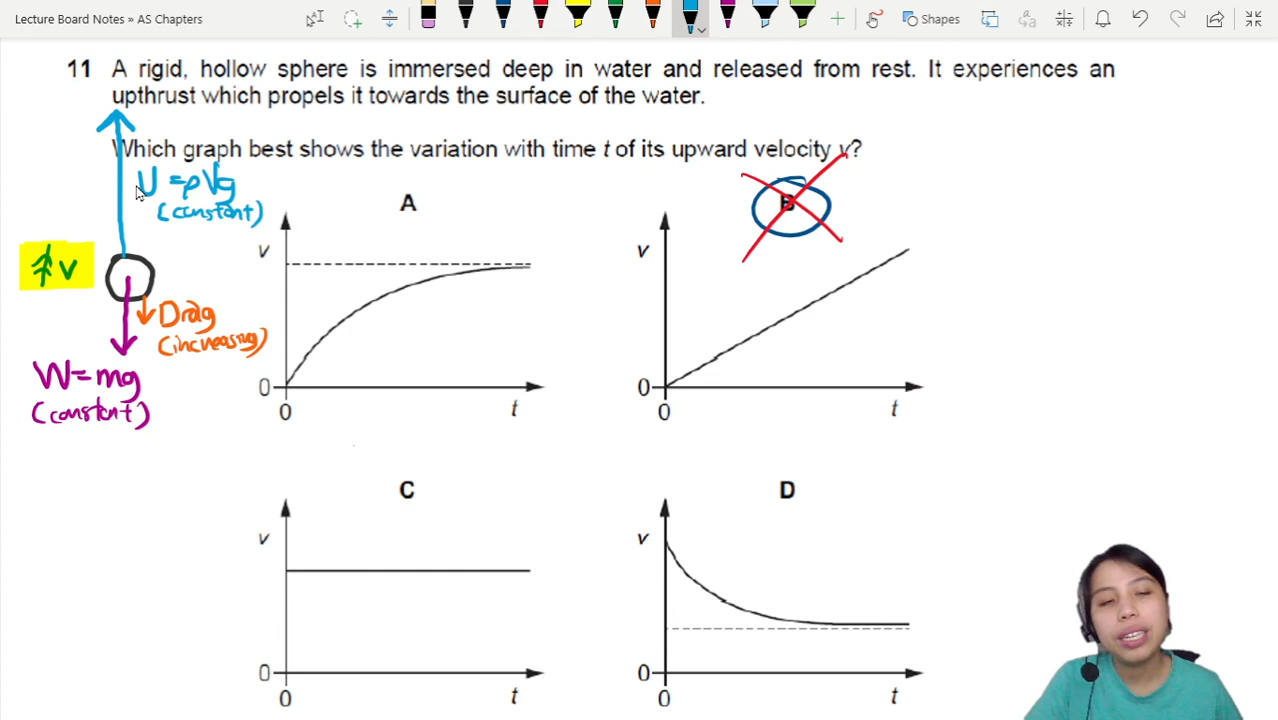 Lecture Board Notes » AS Chapters
Shapes
11 A rigid, hollow sphere is immersed deep in water and released from rest. It experiences an
upthrust which propels it towards the surface of the water.
Which graph best shows the variation with time t of its upward velocity v?
U = ρVg
(constant)
v
Drag
(increasing)
W = mg
(constant)
A
v
0
0
t
B
v
0
0
t
C
v
0
0
t
D
v
0
0
t